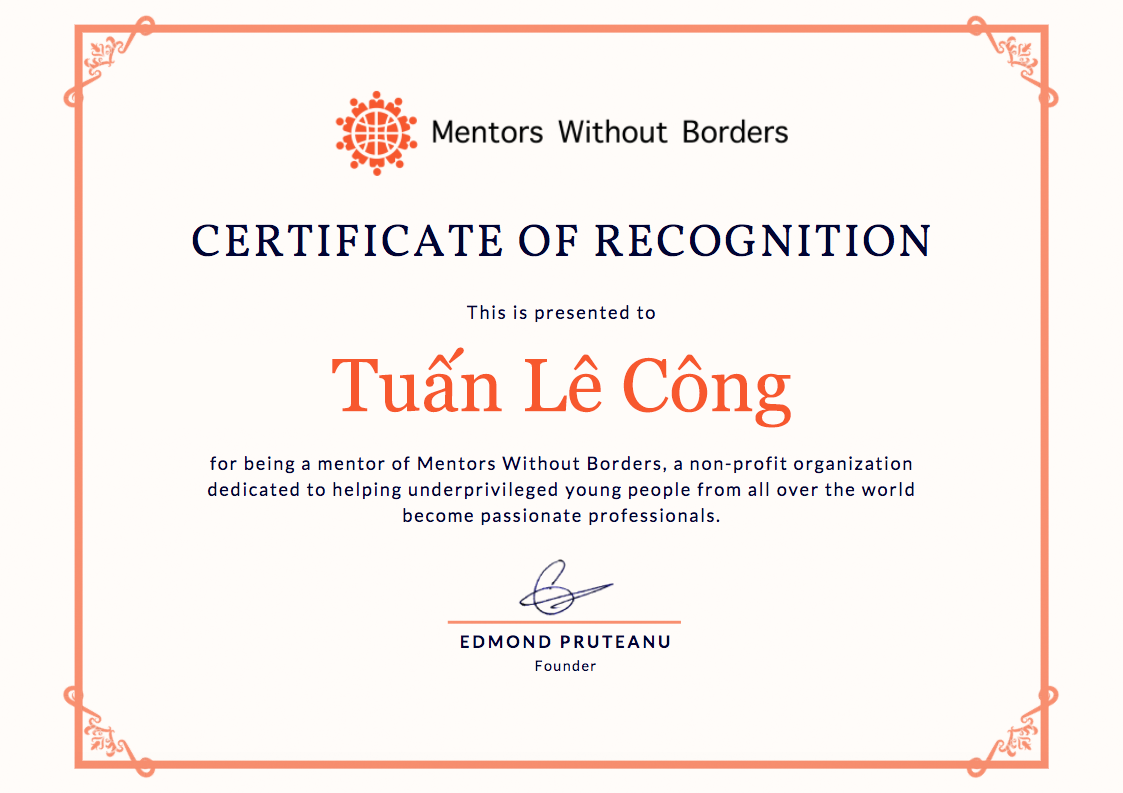 Mentors Without Borders
CERTIFICATE OF RECOGNITION
This is presented to
Tuấn Lê Công
for being a mentor of Mentors Without Borders, a non-profit organization
dedicated to helping underprivileged young people from all over the world
become passionate professionals.
EDMOND PRUTEANU
Founder